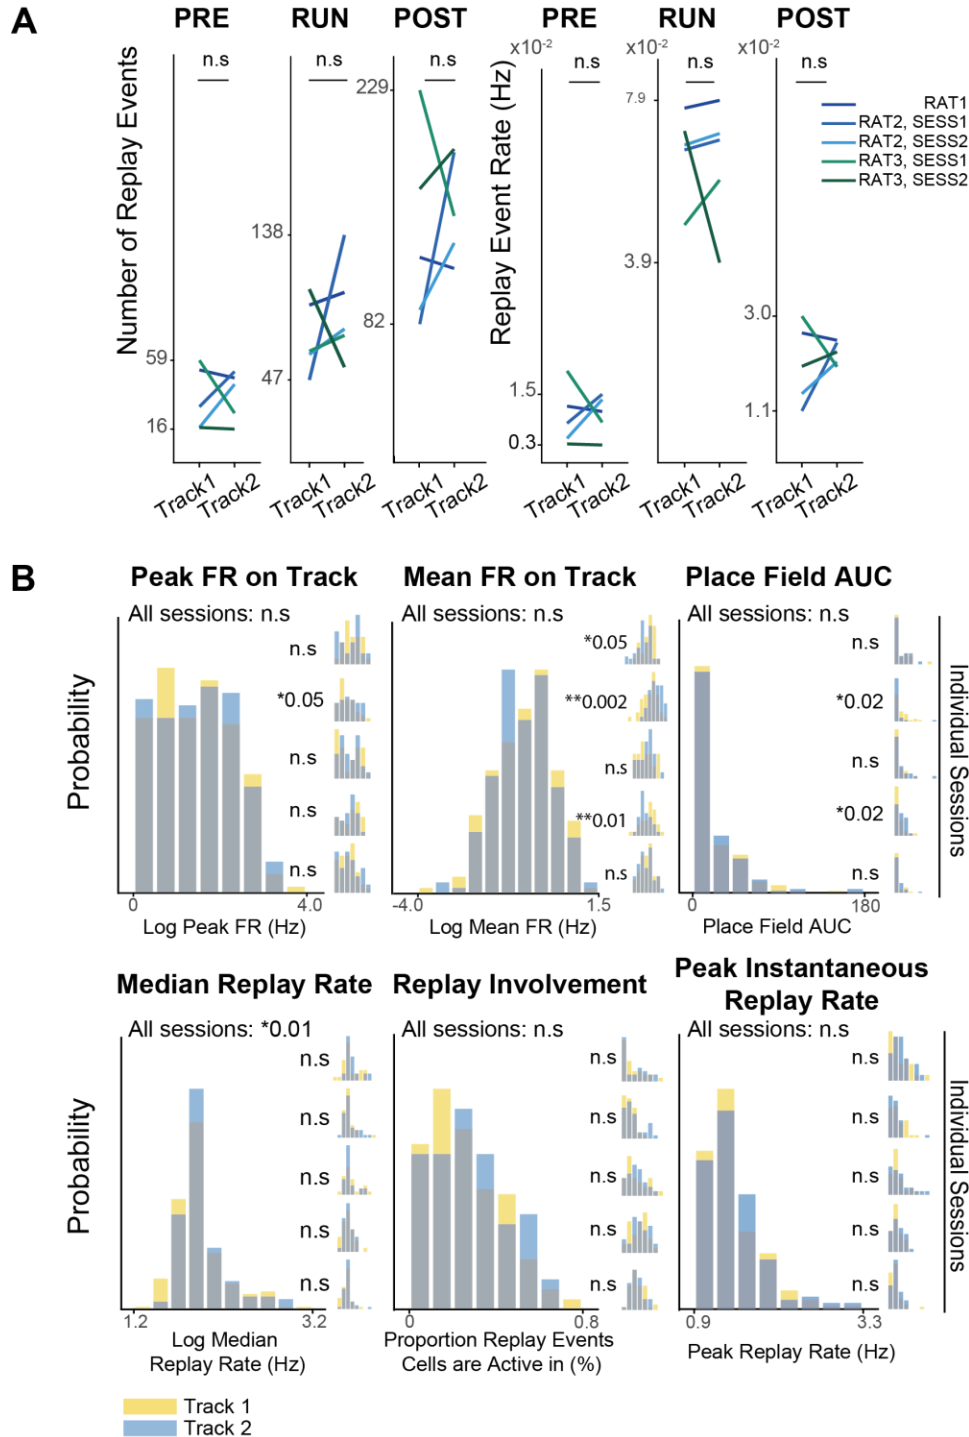 A
PRE
RUN
POST
PRE
RUN
POST
x10-2
x10-2
x10-2
n.s
n.s
n.s
n.s
n.s
n.s
Number of Replay Events
59
16
138
47
229
82
Replay Event Rate (Hz)
1.5
0.3
7.9
3.9
3.0
1.1
RAT1
RAT2, SESS1
RAT2, SESS2
RAT3, SESS1
RAT3, SESS2
Track1
Track2
Track1
Track2
Track1
Track2
Track1
Track2
Track1
Track2
Track1
Track2
B
Peak FR on Track
All sessions: n.s
n.s
*0.05
n.s
n.s
n.s
Probability
0
4.0
Log Peak FR (Hz)
Mean FR on Track
All sessions: n.s
*0.05
**0.002
n.s
**0.01
n.s
-4.0
1.5
Log Mean FR (Hz)
Place Field AUC
All sessions: n.s
n.s
*0.02
n.s
*0.02
n.s
0
180
Place Field AUC
Individual Sessions
Median Replay Rate
All sessions: *0.01
n.s
n.s
n.s
n.s
n.s
Probability
1.2
3.2
Log Median
Replay Rate (Hz)
Replay Involvement
All sessions: n.s
n.s
n.s
n.s
n.s
n.s
0
0.8
Proportion Replay Events
Cells are Active in (%)
Peak Instantaneous
Replay Rate
All sessions: n.s
n.s
n.s
n.s
n.s
n.s
0.9
3.3
Peak Replay Rate (Hz)
Individual Sessions
Track 1
Track 2